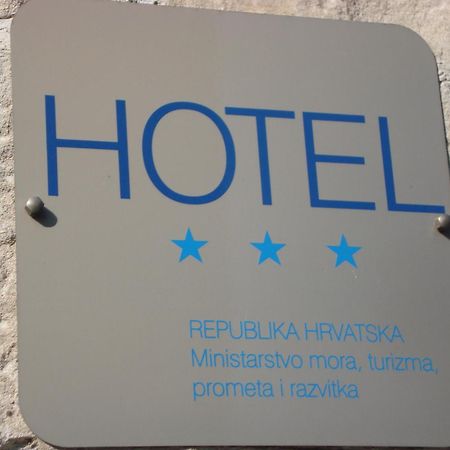 HOTEL
★ ★ ★
REPUBLIKA HRVATSKA
Ministarstvo mora, turizma,
prometa i razvitka